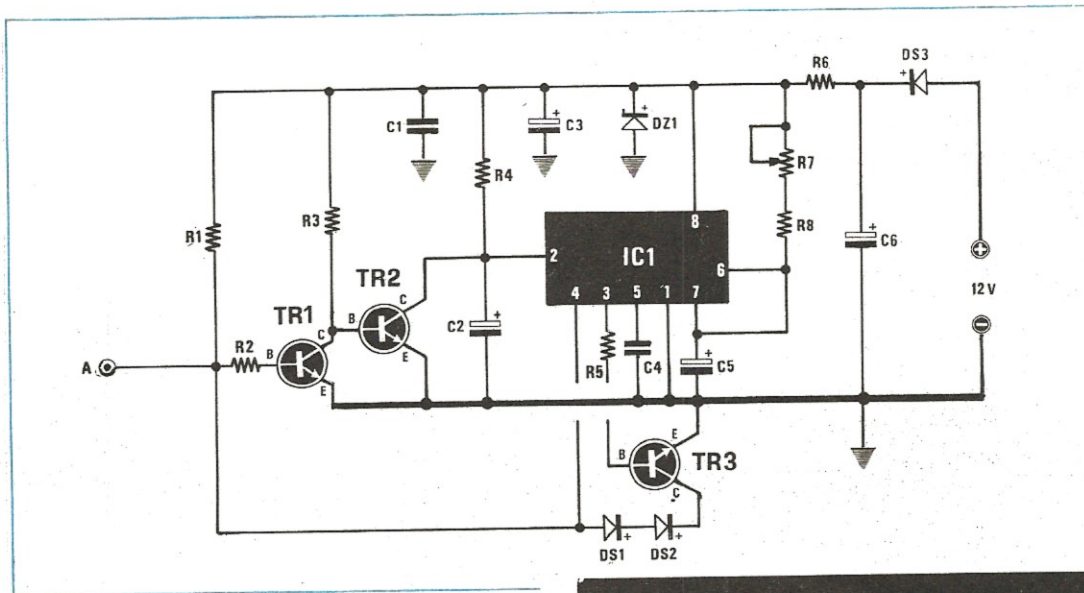 DS3
R6
+
C1
+
C3
+
DZ1
R4
R7
R1
R3
8
R8
+
C6
TR2
2
IC1
6
C
+
12 V
4
3
5
1
7
TR1
B
C2
E
A
R2
C
B
E
R5
C4
+
C5
-
E
B
TR3
C
+
+
DS1
DS2